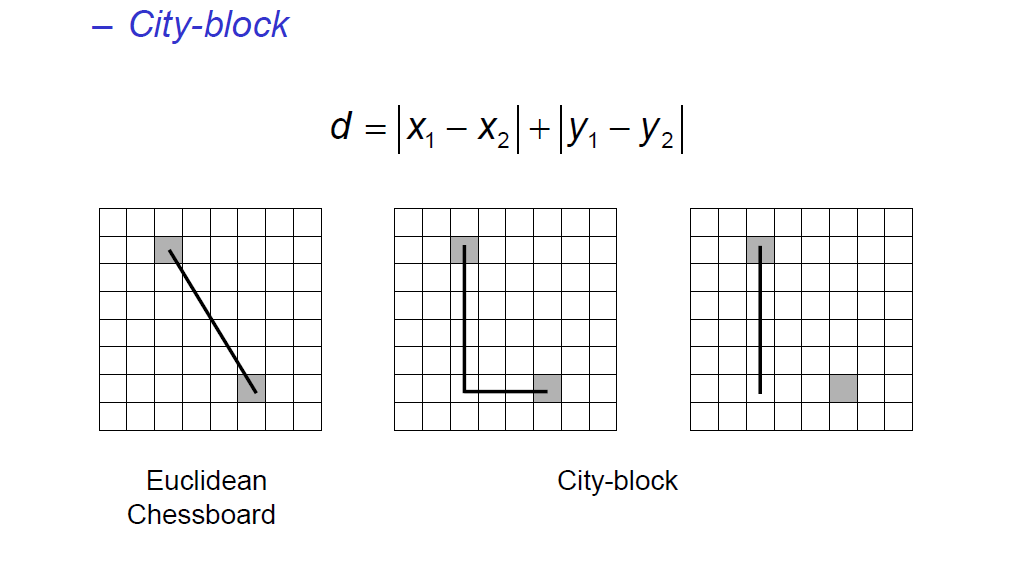 – City-block
d = |x₁ − x₂| + |y₁ − y₂|
Euclidean
Chessboard
City-block